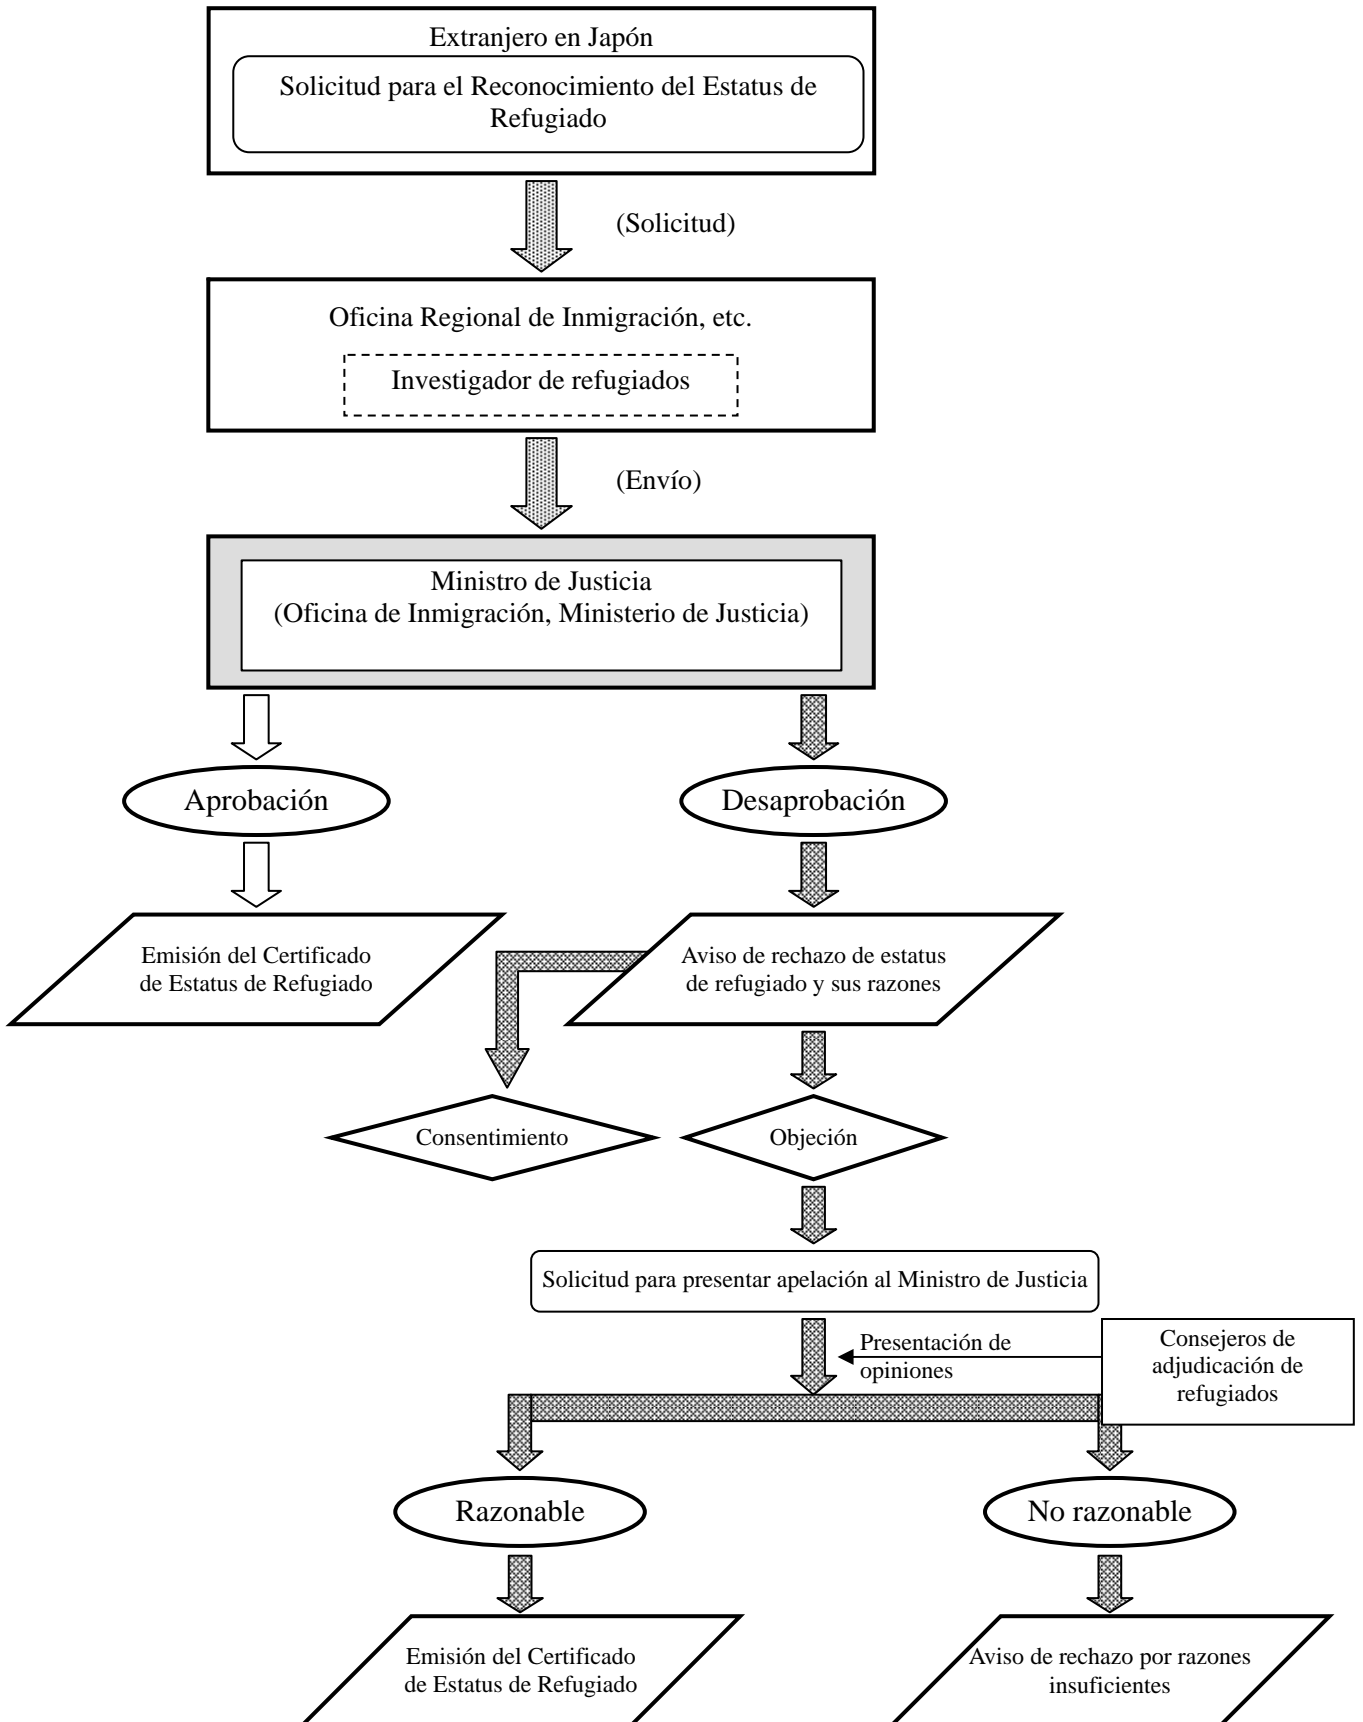 Extranjero en Japón
Solicitud para el Reconocimiento del Estatus de
Refugiado
(Solicitud)
Oficina Regional de Inmigración, etc.
Investigador de refugiados
(Envío)
Ministro de Justicia
(Oficina de Inmigración, Ministerio de Justicia)
Aprobación
Desaprobación
Emisión del Certificado
de Estatus de Refugiado
Aviso de rechazo de estatus
de refugiado y sus razones
Consentimiento
Objeción
Solicitud para presentar apelación al Ministro de Justicia
Presentación de
opiniones
Consejeros de
adjudicación de
refugiados
Razonable
No razonable
Emisión del Certificado
de Estatus de Refugiado
Aviso de rechazo por razones
insuficientes